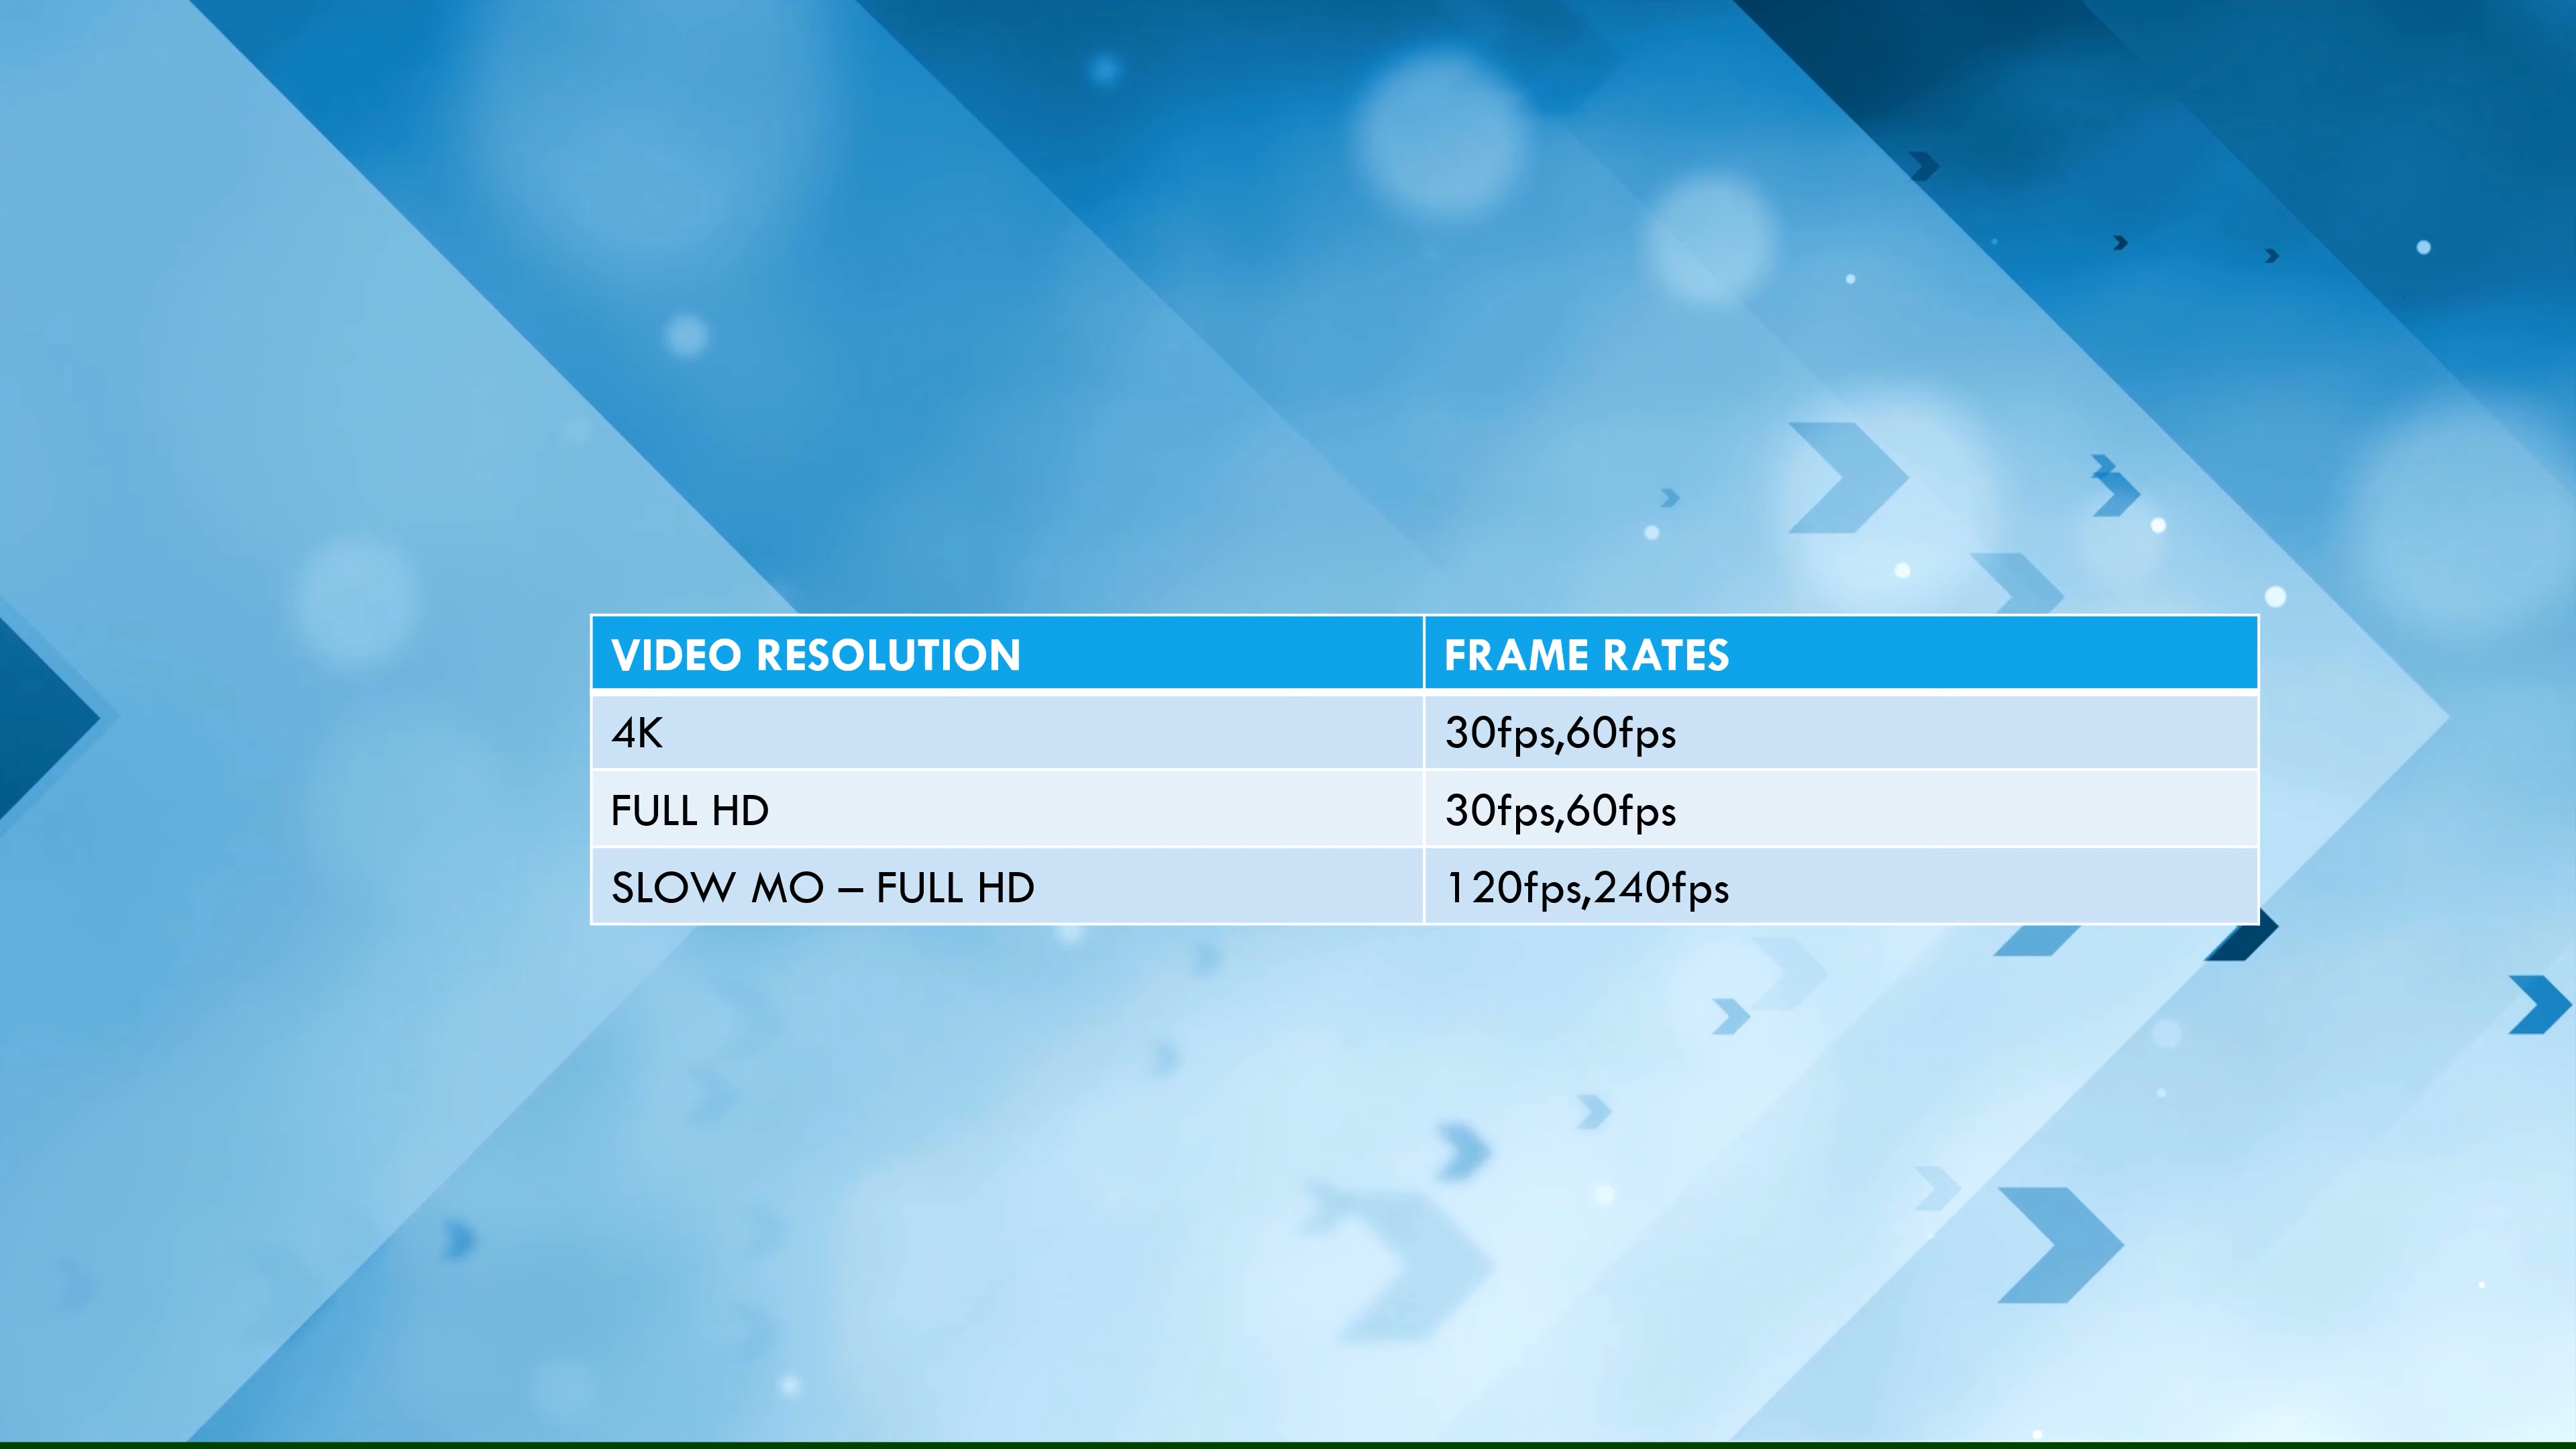 VIDEO RESOLUTION FRAME RATES
4K 30fps,60fps
FULL HD 30fps,60fps
SLOW MO – FULL HD 120fps,240fps